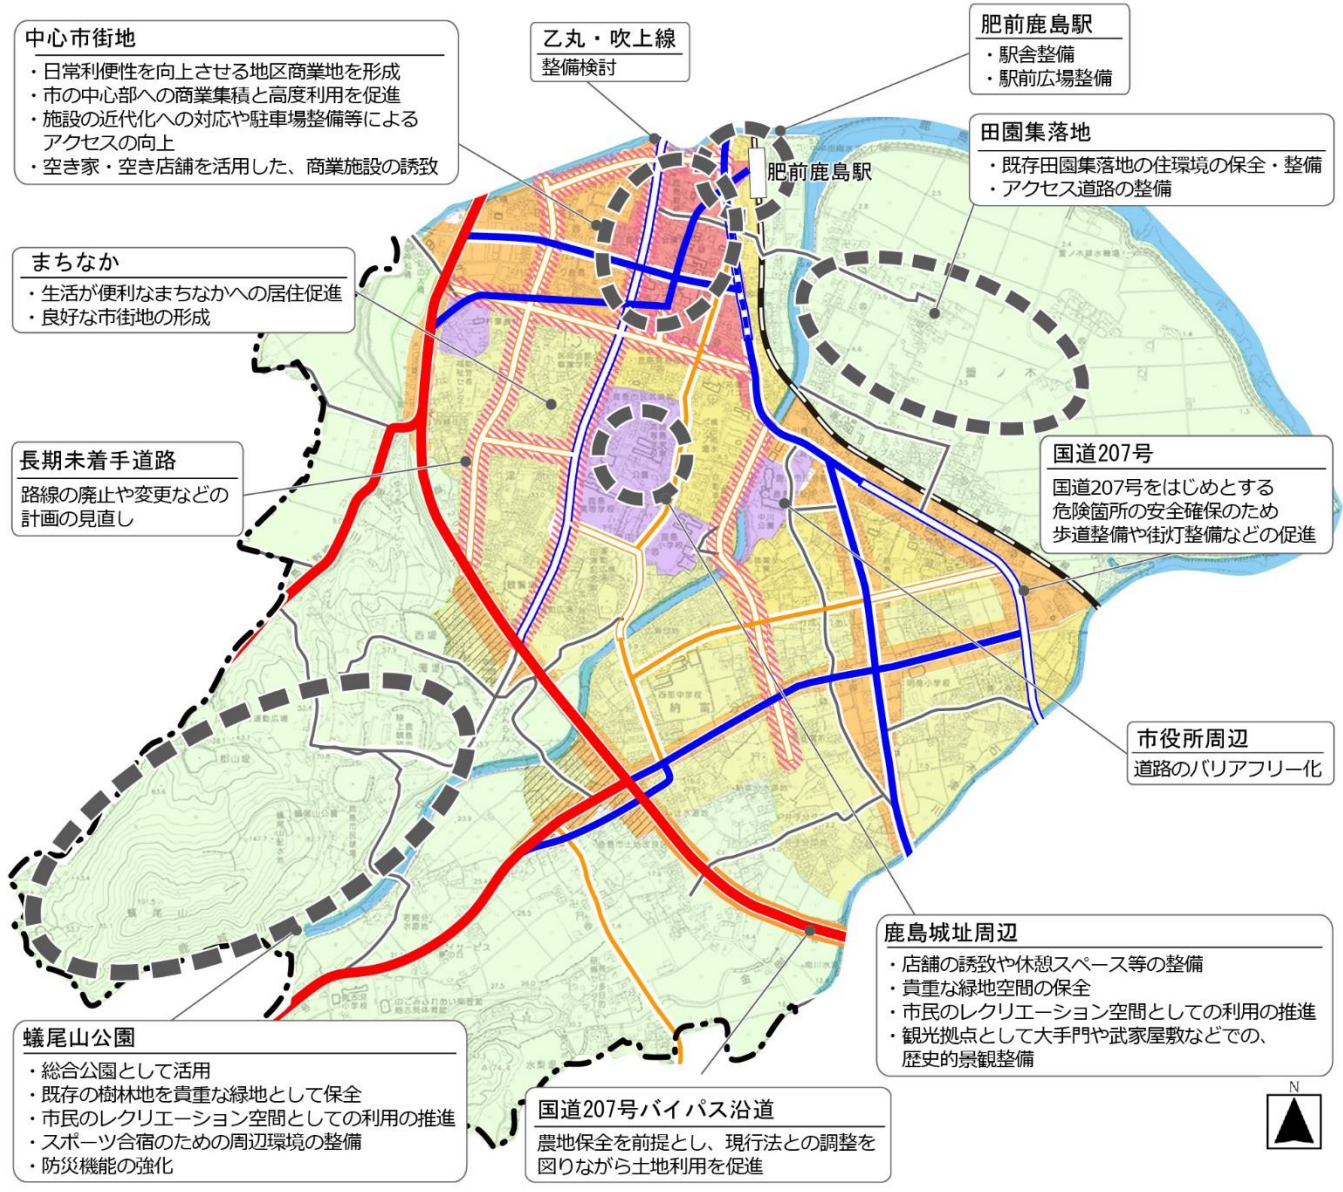 中心市街地
・日常利便性を向上させる地区商業地を形成
・市の中心部への商業集積と高度利用を促進
・施設の近代化への対応や駐車場整備等による
アクセスの向上
・空き家・空き店舗を活用した、商業施設の誘致
乙丸・吹上線
整備検討
肥前鹿島駅
・駅舎整備
・駅前広場整備
田園集落地
・既存田園集落地の住環境の保全・整備
・アクセス道路の整備
肥前鹿島駅
まちなか
・生活が便利なまちなかへの居住促進
・良好な市街地の形成
長期未着手道路
路線の廃止や変更などの
計画の見直し
国道207号
国道207号をはじめとする
危険箇所の安全確保のため
歩道整備や街灯整備などの促進
市役所周辺
道路のバリアフリー化
鹿島城址周辺
・店舗の誘致や休憩スペース等の整備
・貴重な緑地空間の保全
・市民のレクリエーション空間としての利用の推進
・観光拠点として大手門や武家屋敷などでの、
歴史的景観整備
蟻尾山公園
・総合公園として活用
・既存の樹林地を貴重な緑地として保全
・市民のレクリエーション空間としての利用の推進
・スポーツ合宿のための周辺環境の整備
・防災機能の強化
国道207号バイパス沿道
農地保全を前提とし、現行法との調整を
図りながら土地利用を促進
N